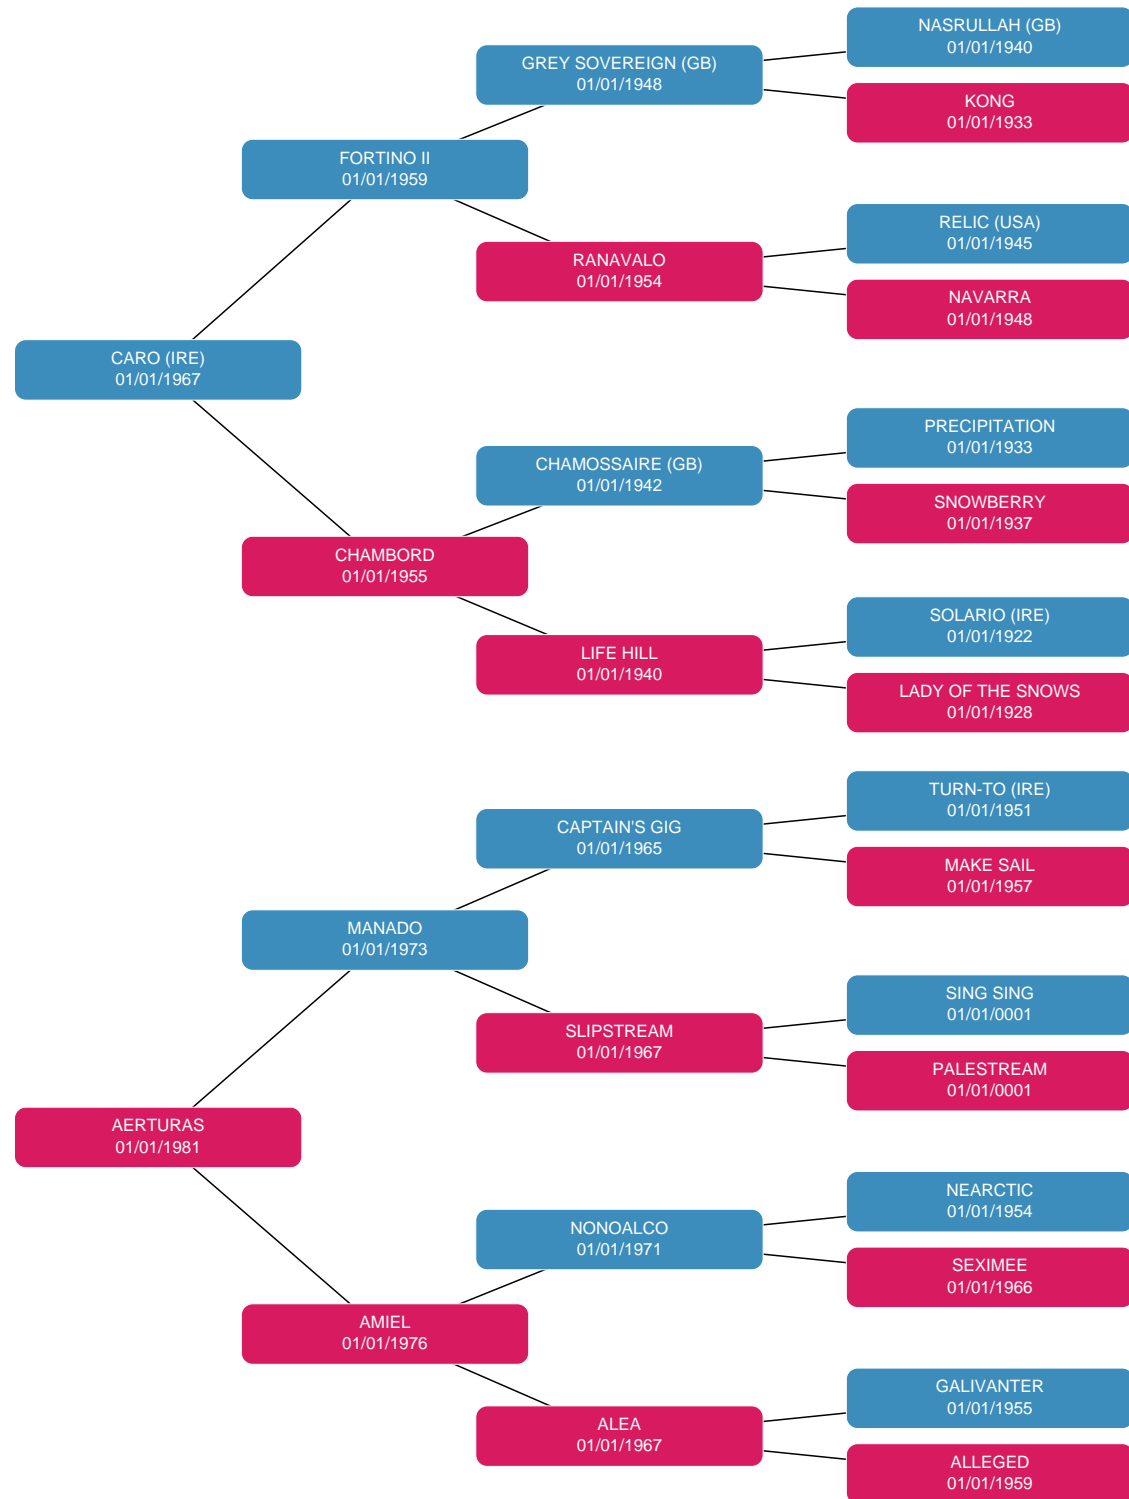 NASRULLAH (GB)
01/01/1940
GREY SOVEREIGN (GB)
01/01/1948
KONG
01/01/1933
FORTINO II
01/01/1959
RELIC (USA)
01/01/1945
RANAVALO
01/01/1954
NAVARRA
01/01/1948
CARO (IRE)
01/01/1967
PRECIPITATION
01/01/1933
CHAMOSSAIRE (GB)
01/01/1942
SNOWBERRY
01/01/1937
CHAMBORD
01/01/1955
SOLARIO (IRE)
01/01/1922
LIFE HILL
01/01/1940
LADY OF THE SNOWS
01/01/1928
TURN-TO (IRE)
01/01/1951
CAPTAIN'S GIG
01/01/1965
MAKE SAIL
01/01/1957
MANADO
01/01/1973
SING SING
01/01/0001
SLIPSTREAM
01/01/1967
PALESTREAM
01/01/0001
AERTURAS
01/01/1981
NEARCTIC
01/01/1954
NONOALCO
01/01/1971
SEXIMEE
01/01/1966
AMIEL
01/01/1976
GALIVANTER
01/01/1955
ALEA
01/01/1967
ALLEGED
01/01/1959